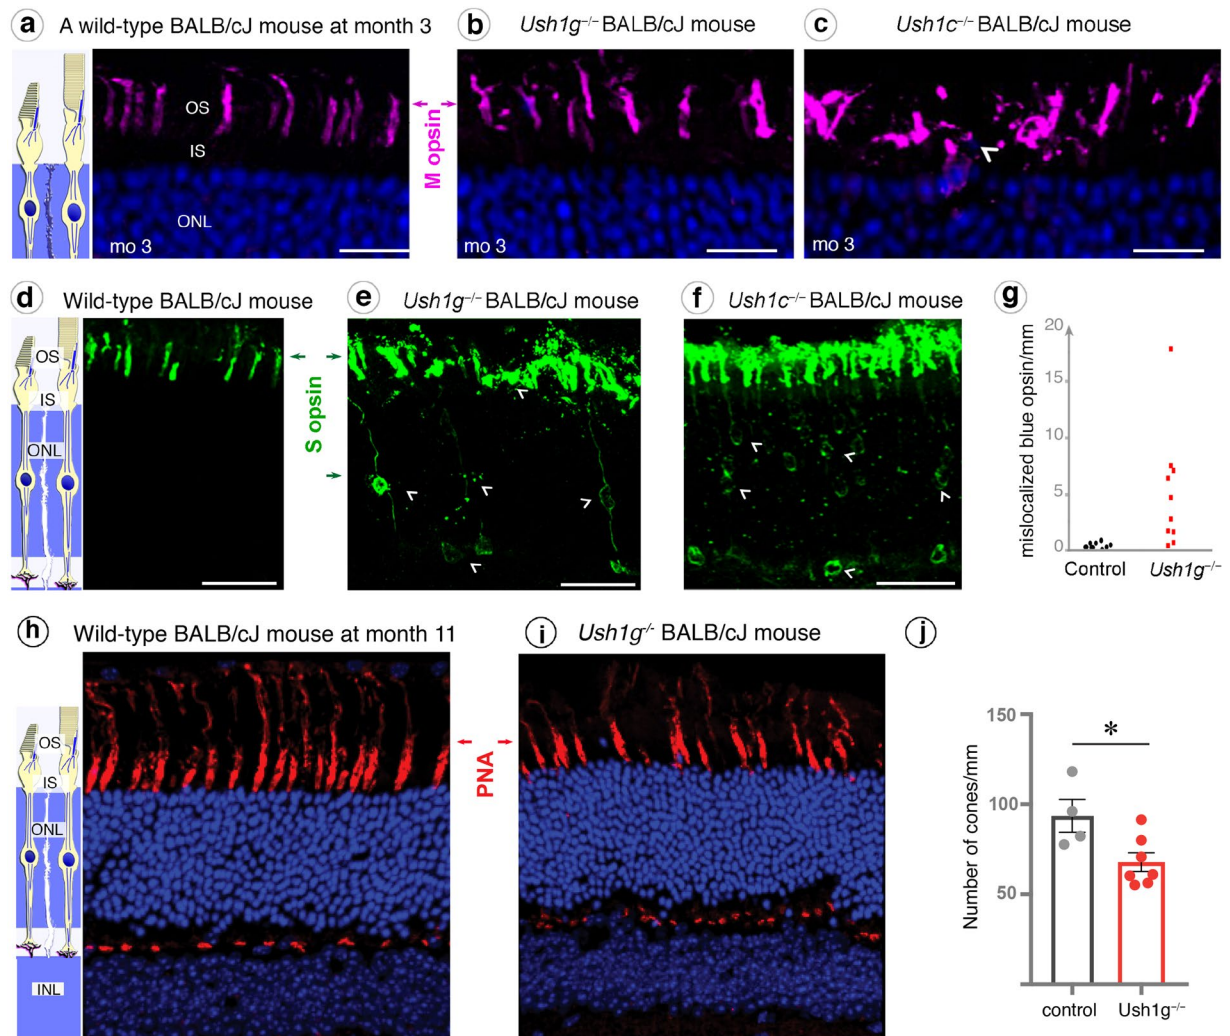 a A wild-type BALB/cJ mouse at month 3
OS
IS
ONL
mo 3
M opsin
b Ush1g–/– BALB/cJ mouse
mo 3
c Ush1c–/– BALB/cJ mouse
mo 3
d Wild-type BALB/cJ mouse
OS
IS
ONL
S opsin
e Ush1g–/– BALB/cJ mouse
f Ush1c–/– BALB/cJ mouse
g
mislocalized blue opsin/mm
20
15
10
5
0
Control Ush1g–/–
h Wild-type BALB/cJ mouse at month 11
OS
IS
ONL
INL
PNA
i Ush1g-/- BALB/cJ mouse
j
Number of cones/mm
150
100
50
*
control Ush1g–/–